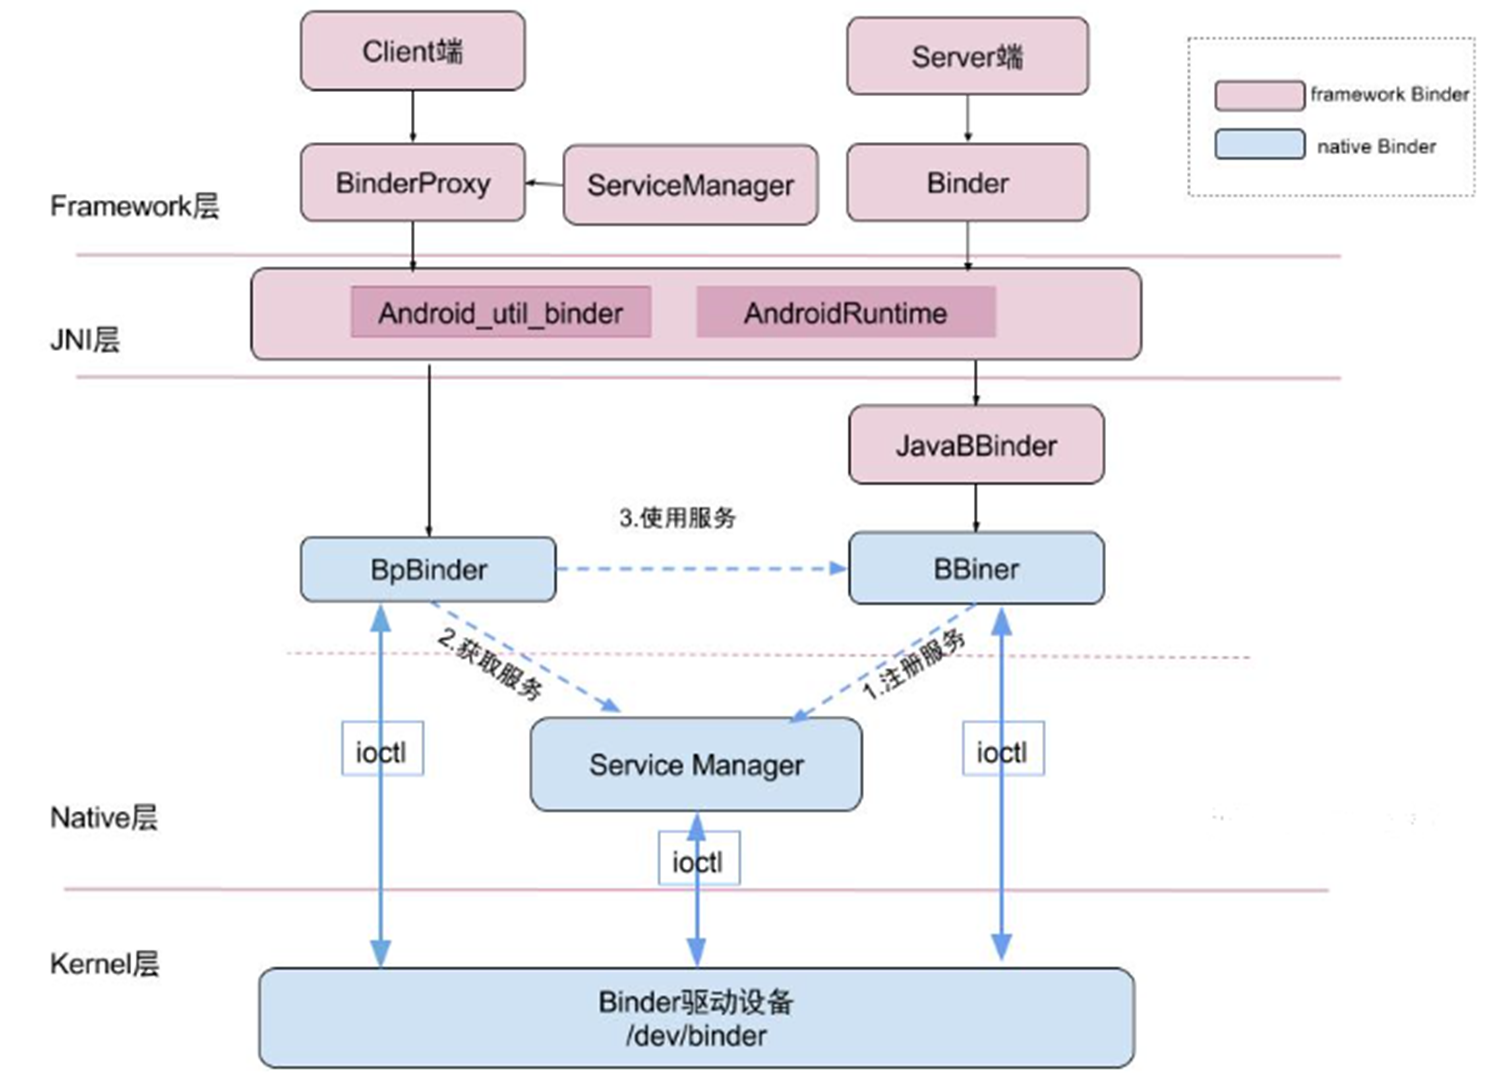 Client端
Server端
framework Binder
native Binder
BinderProxy
ServiceManager
Binder
Framework层
Android_util_binder
AndroidRuntime
JNI层
JavaBBinder
3.使用服务
BpBinder
BBiner
2.获取服务
1.注册服务
ioctl
Service Manager
ioctl
Native层
ioctl
Kernel层
Binder驱动设备
/dev/binder